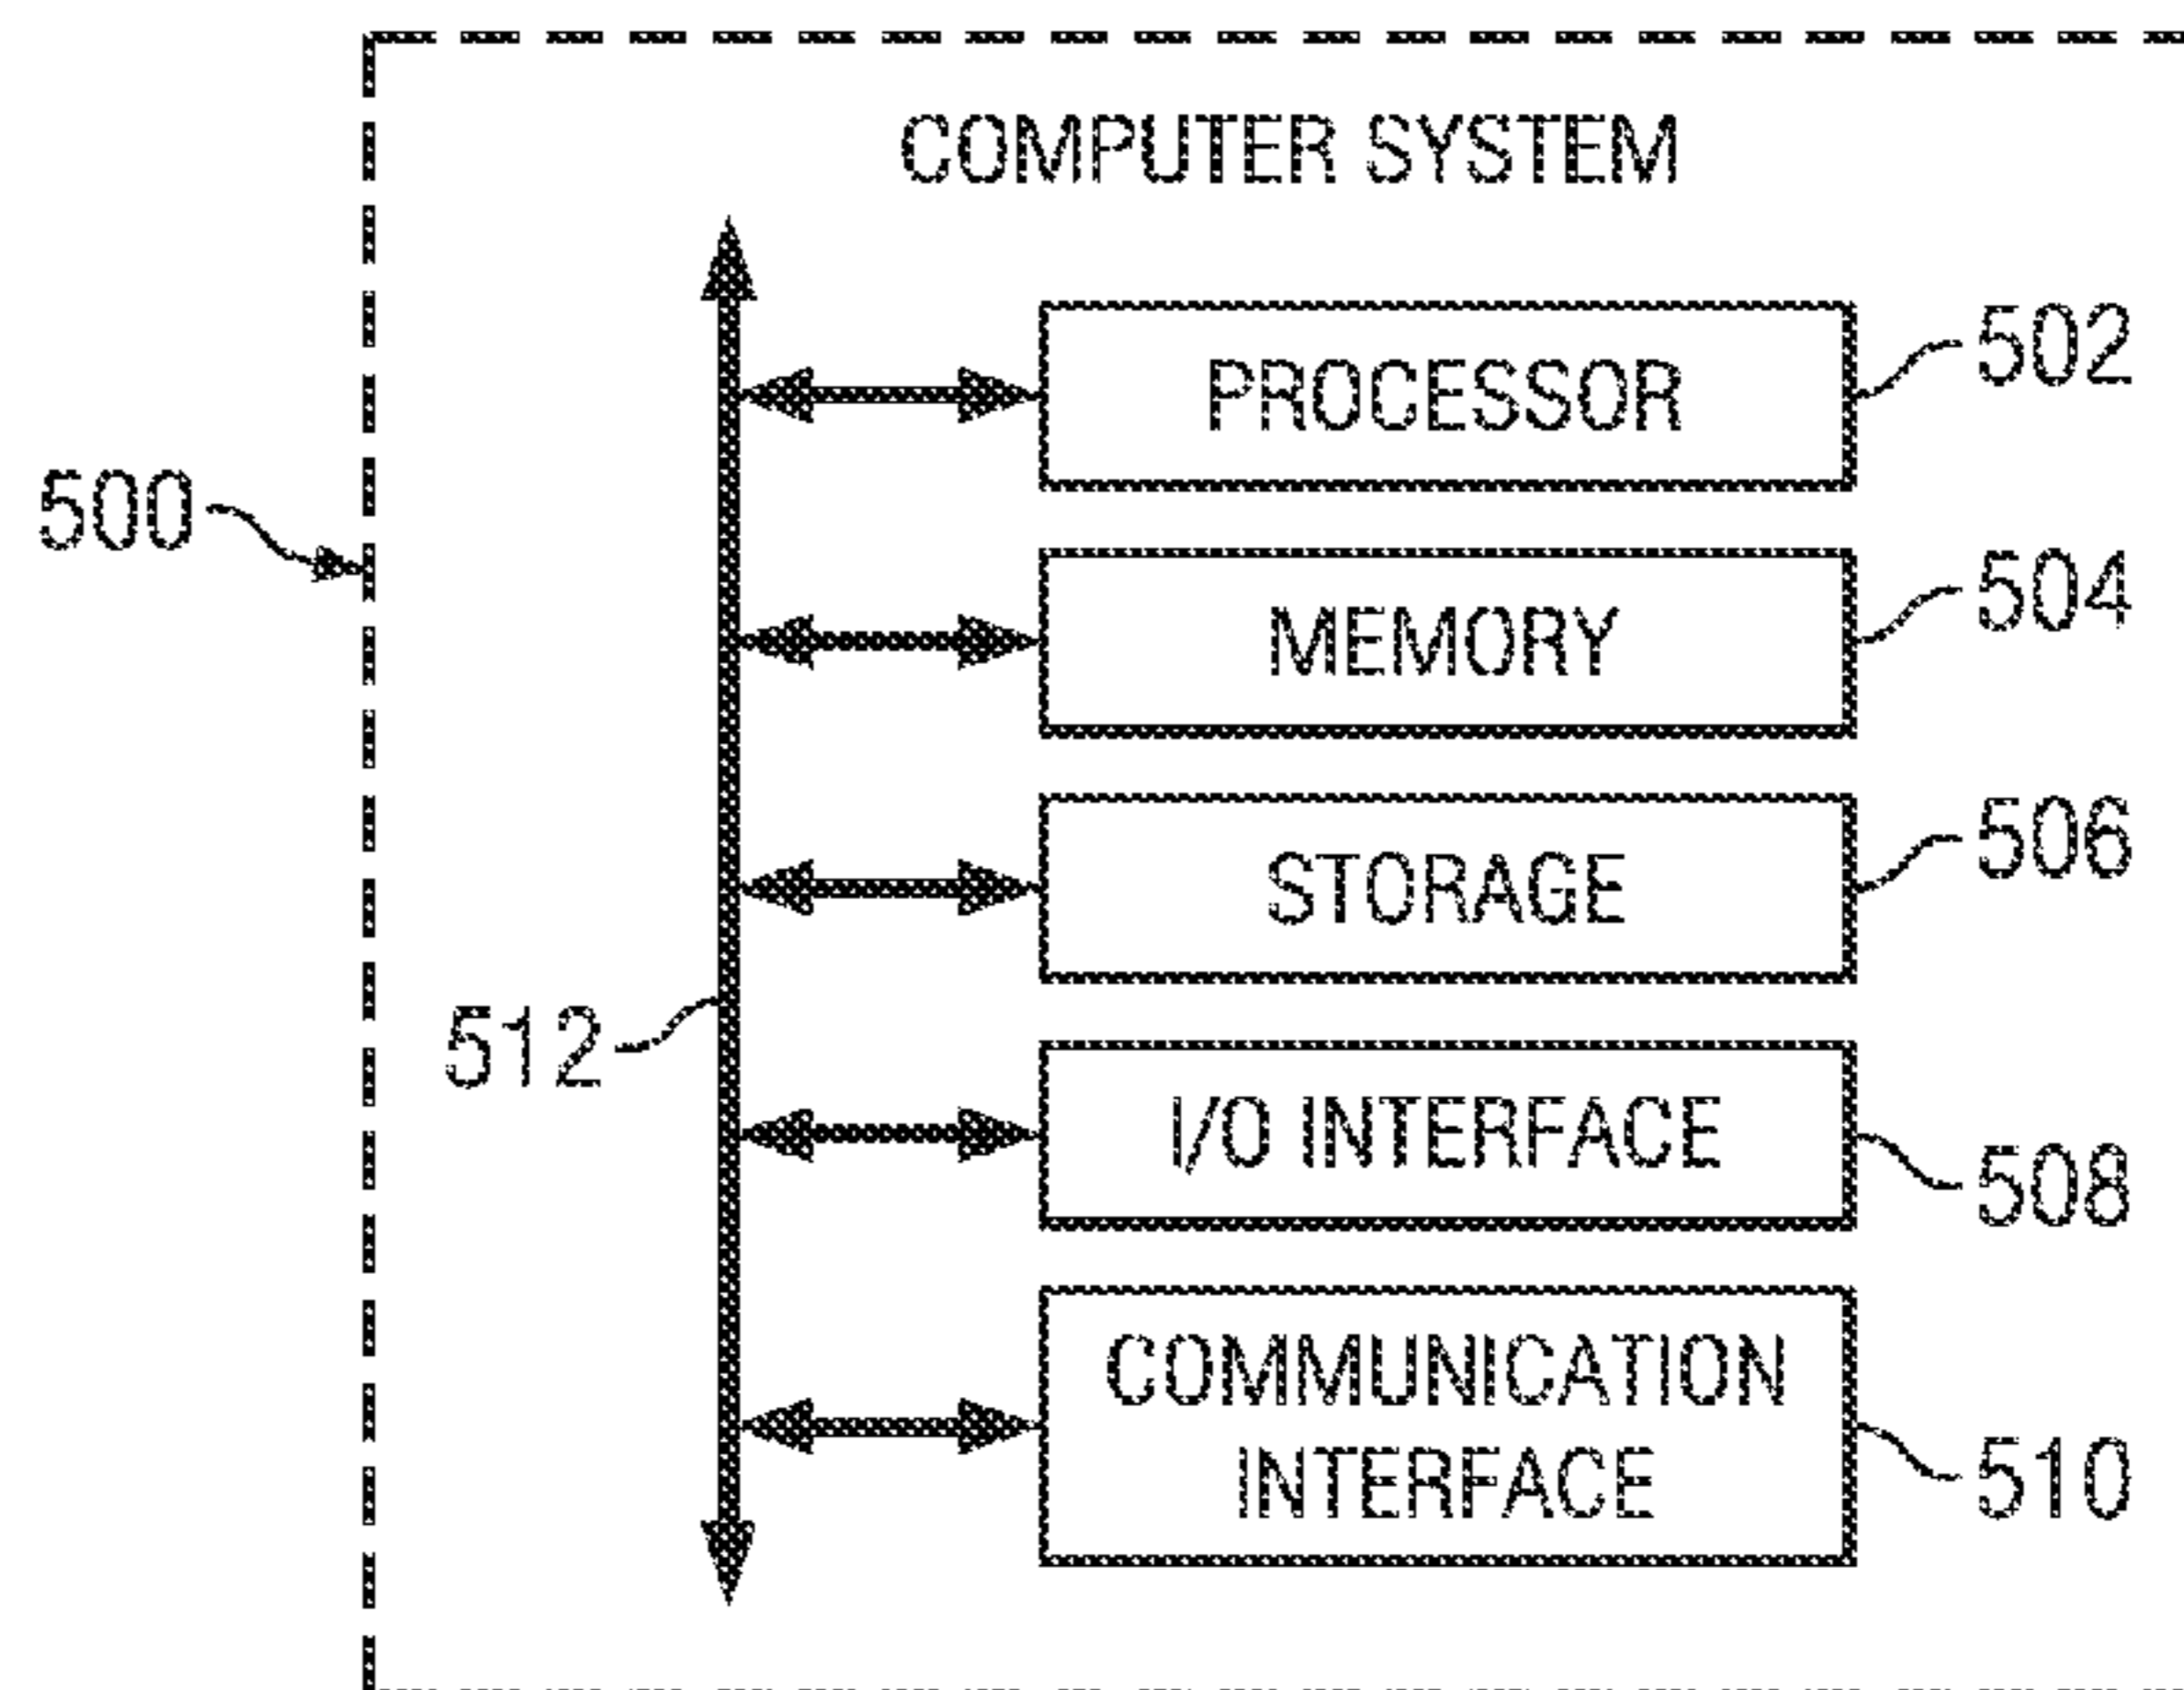 COMPUTER SYSTEM
PROCESSOR
502
500
MEMORY
504
STORAGE
506
512
I/O INTERFACE
508
COMMUNICATION
INTERFACE
510